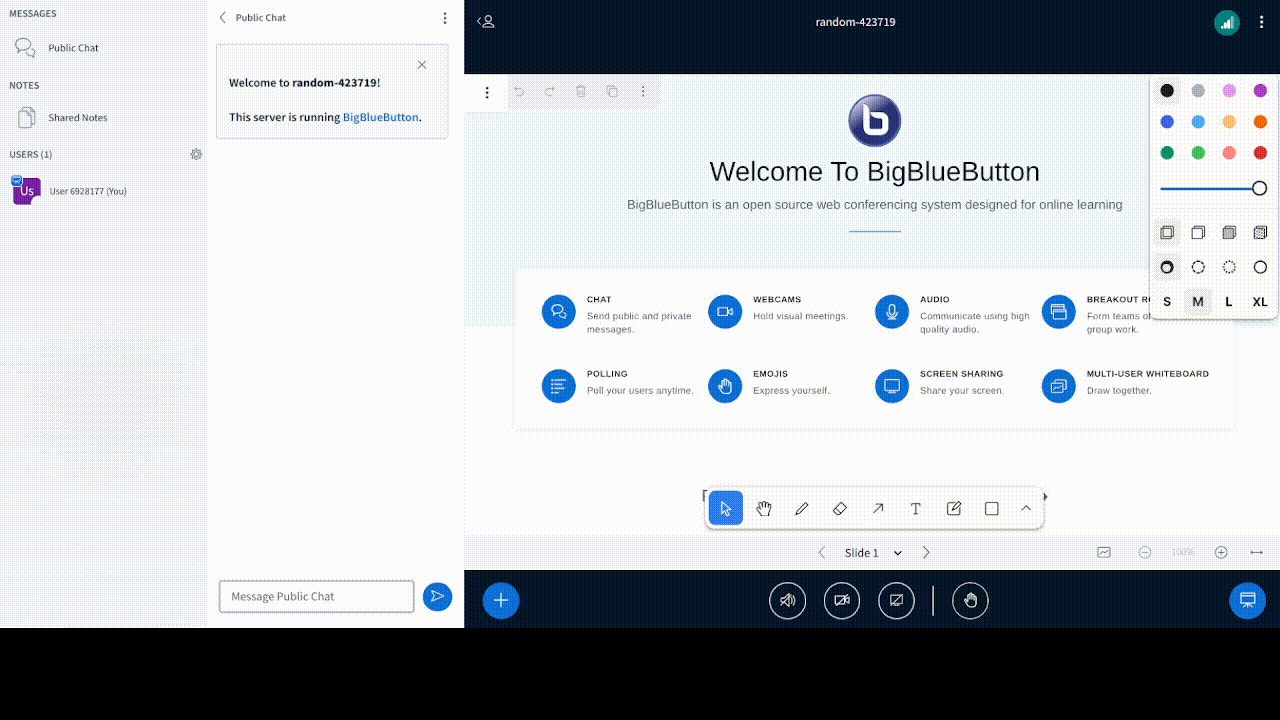 MESSAGES
Public Chat
NOTES
Shared Notes
USERS (1)
Us
User 6928177 (You)
Public Chat
Welcome to random-423719!
This server is running BigBlueButton.
Message Public Chat
random-423719
Welcome To BigBlueButton
BigBlueButton is an open source web conferencing system designed for online learning
CHAT
Send public and private
messages.
WEBCAMS
Hold visual meetings.
AUDIO
Communicate using high
quality audio.
BREAKOUT
Form teams of
group work.
POLLING
Poll your users anytime.
EMOJIS
Express yourself.
SCREEN SHARING
Share your screen.
MULTI-USER WHITEBOARD
Draw together.
S M L XL
T
Slide 1
100%